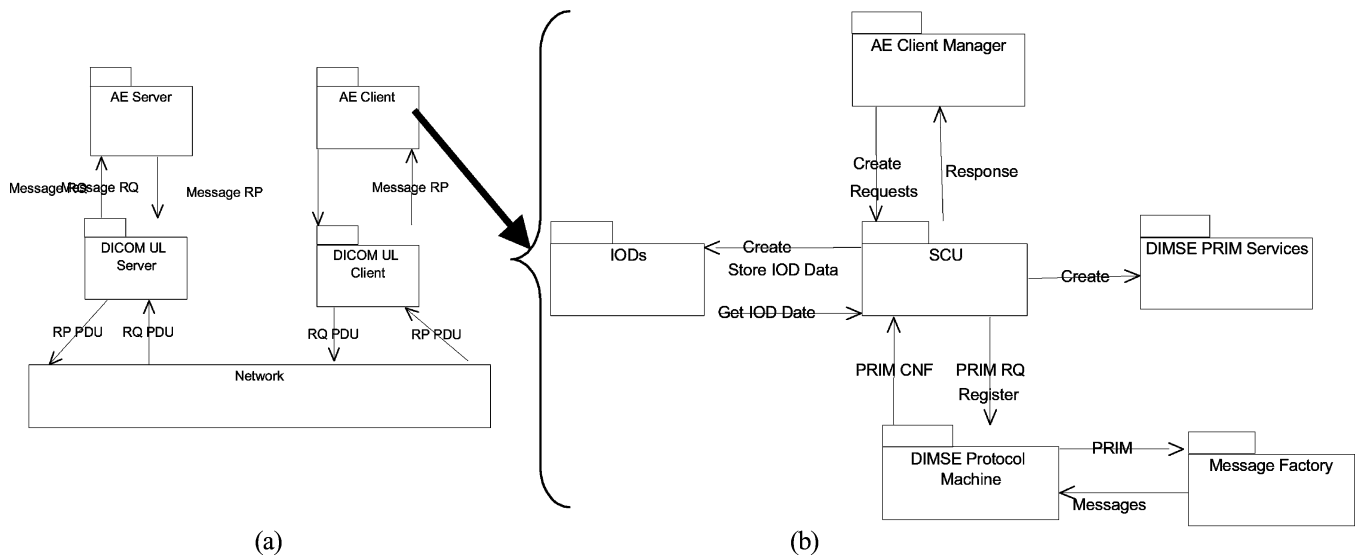 AE Server
AE Client
Message RQ
Message RQ
Message RP
Message RP
DICOM UL
Server
DICOM UL
Client
RP PDU
RQ PDU
RQ PDU
RP PDU
Network
(a)
AE Client Manager
Create
Requests
Response
IODs
Create
Store IOD Data
SCU
Create
DIMSE PRIM Services
Get IOD Date
PRIM CNF
PRIM RQ
Register
DIMSE Protocol
Machine
PRIM
Message Factory
Messages
(b)